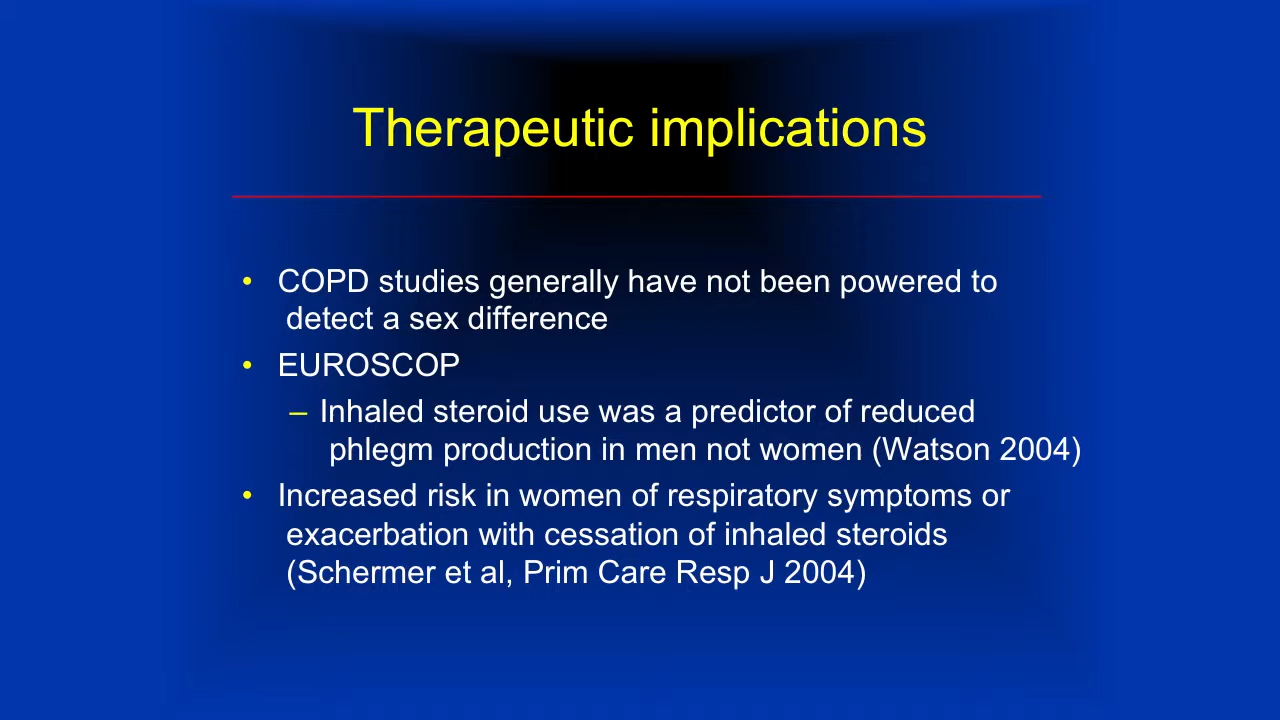 Therapeutic implications
• COPD studies generally have not been powered to
detect a sex difference
• EUROSCOP
– Inhaled steroid use was a predictor of reduced
phlegm production in men not women (Watson 2004)
• Increased risk in women of respiratory symptoms or
exacerbation with cessation of inhaled steroids
(Schermer et al, Prim Care Resp J 2004)